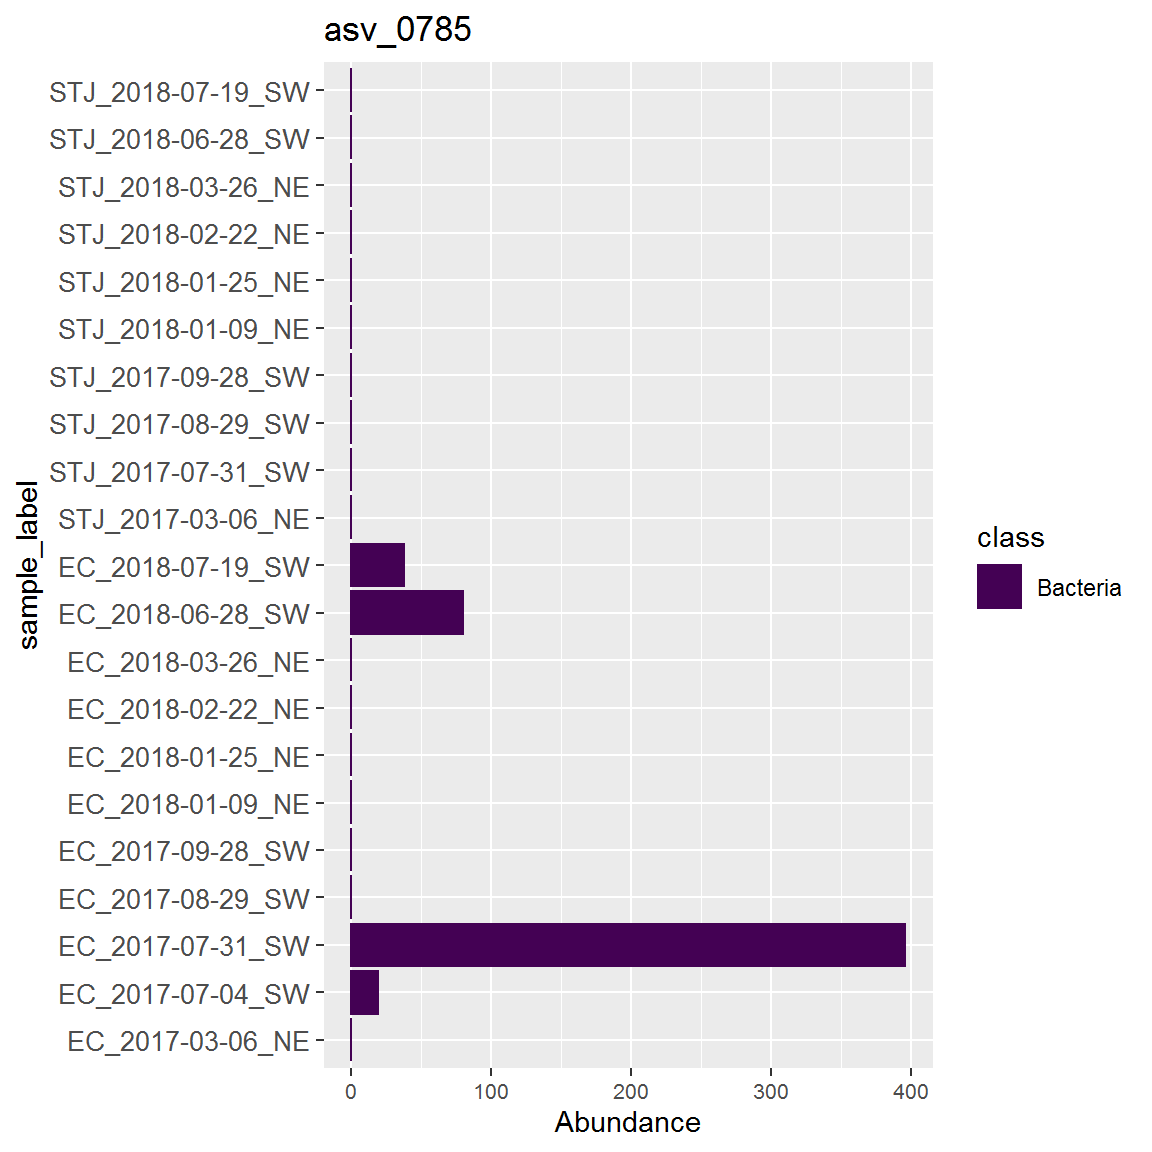 asv_0785
STJ_2018-07-19_SW
STJ_2018-06-28_SW
STJ_2018-03-26_NE
STJ_2018-02-22_NE
STJ_2018-01-25_NE
STJ_2018-01-09_NE
STJ_2017-09-28_SW
STJ_2017-08-29_SW
STJ_2017-07-31_SW
STJ_2017-03-06_NE
EC_2018-07-19_SW
EC_2018-06-28_SW
EC_2018-03-26_NE
EC_2018-02-22_NE
EC_2018-01-25_NE
EC_2018-01-09_NE
EC_2017-09-28_SW
EC_2017-08-29_SW
EC_2017-07-31_SW
EC_2017-07-04_SW
EC_2017-03-06_NE
sample_label
0 100 200 300 400
Abundance
class
Bacteria